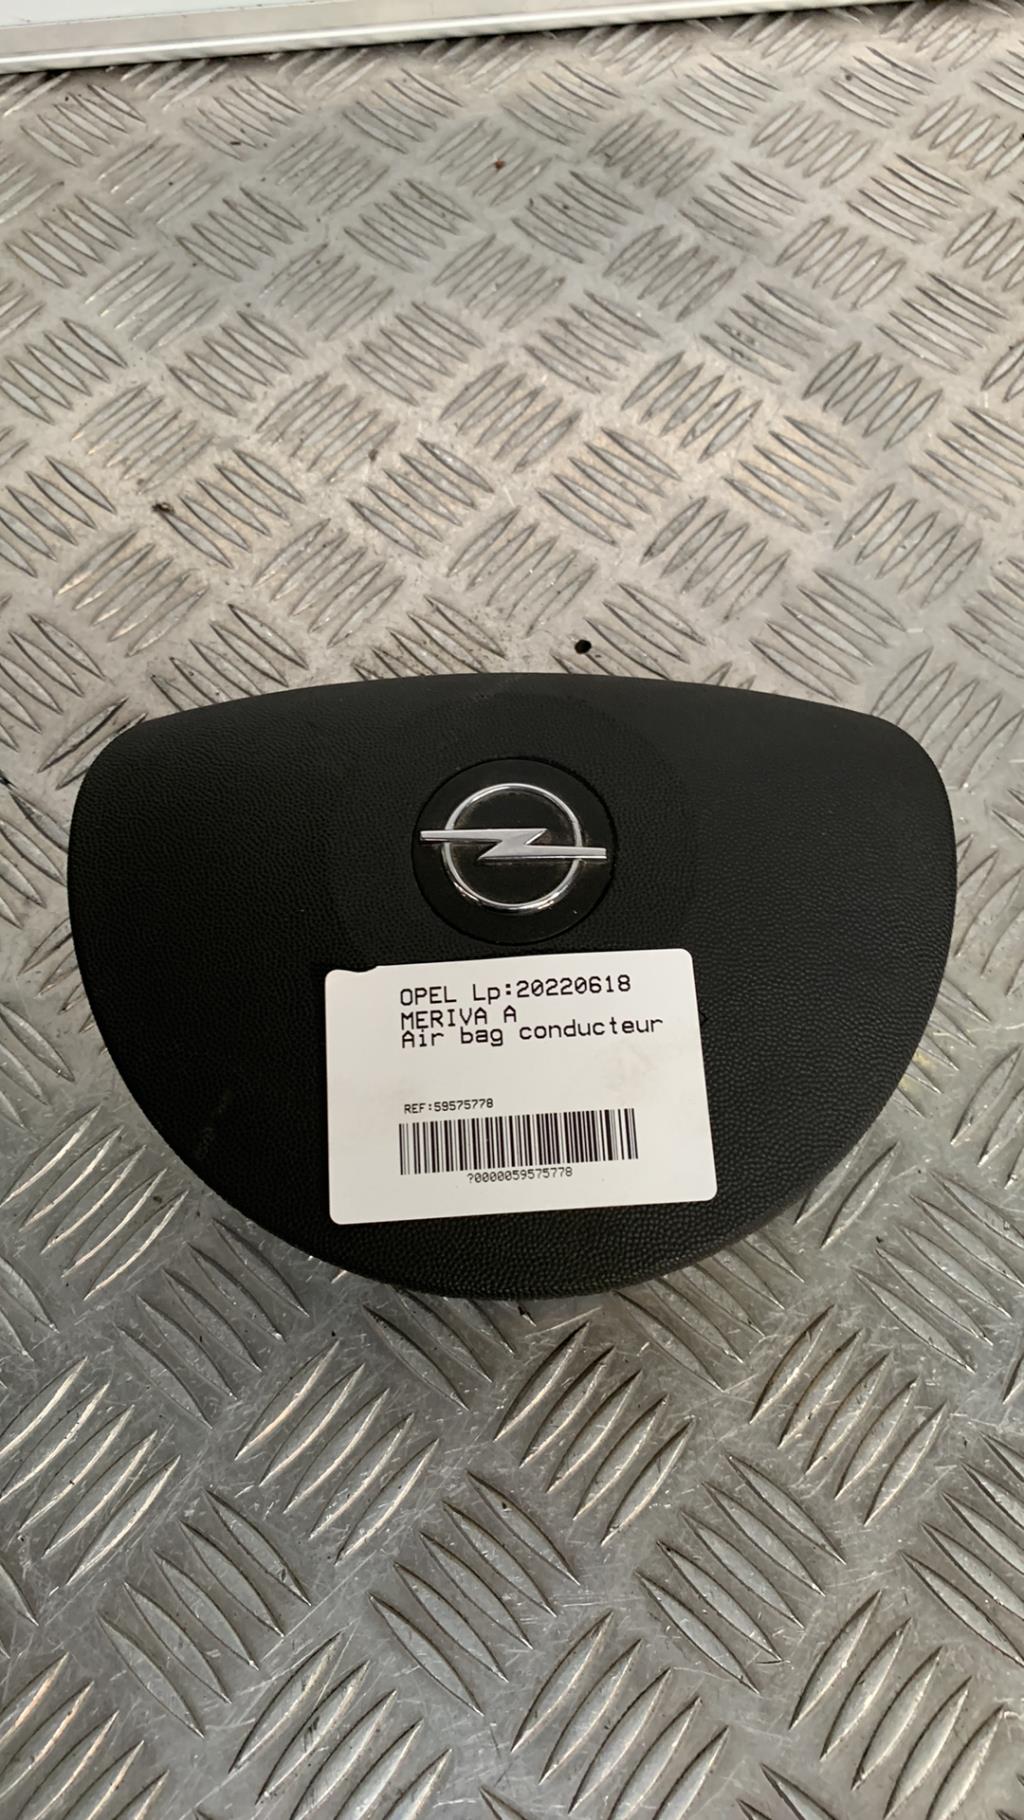 OPEL Lp:20220618
MERIVA A
Air bag conducteur
REF:59575778
?0000059575778